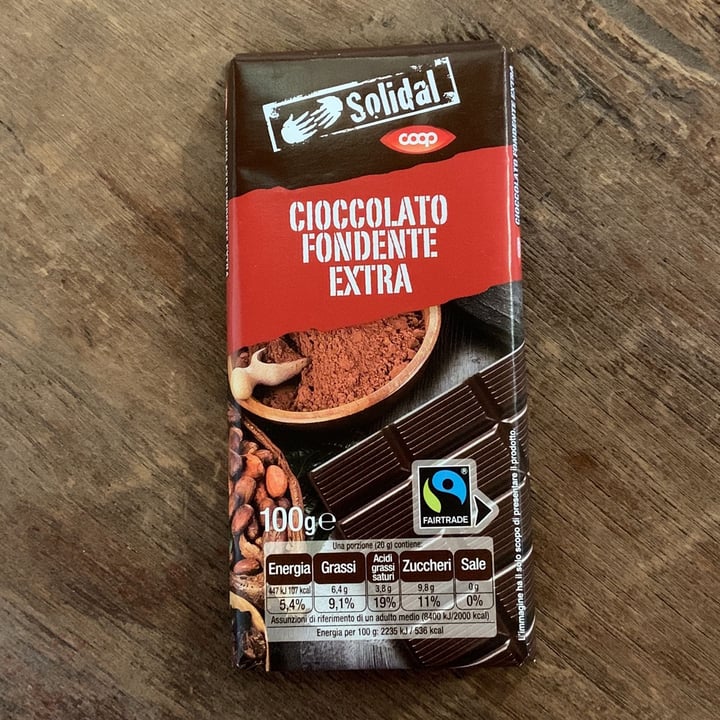 Solidal
coop
CIOCCOLATO
FONDENTE
EXTRA
CIOCCOLATO FONDENTE EXTRA
FAIRTRADE
®
100g℮
Una porzione (20 g) contiene:
Energia Grassi Acidi grassi saturi Zuccheri Sale
447 kJ 107 kcal 6,4 g 3,8 g 9,8 g 0 g
5,4% 9,1% 19% 11% 0%
Assunzioni di riferimento di un adulto medio (8400 kJ/2000 kcal)
Energia per 100 g: 2235 kJ / 536 kcal
L'immagine ha il solo scopo di presentare il prodotto.